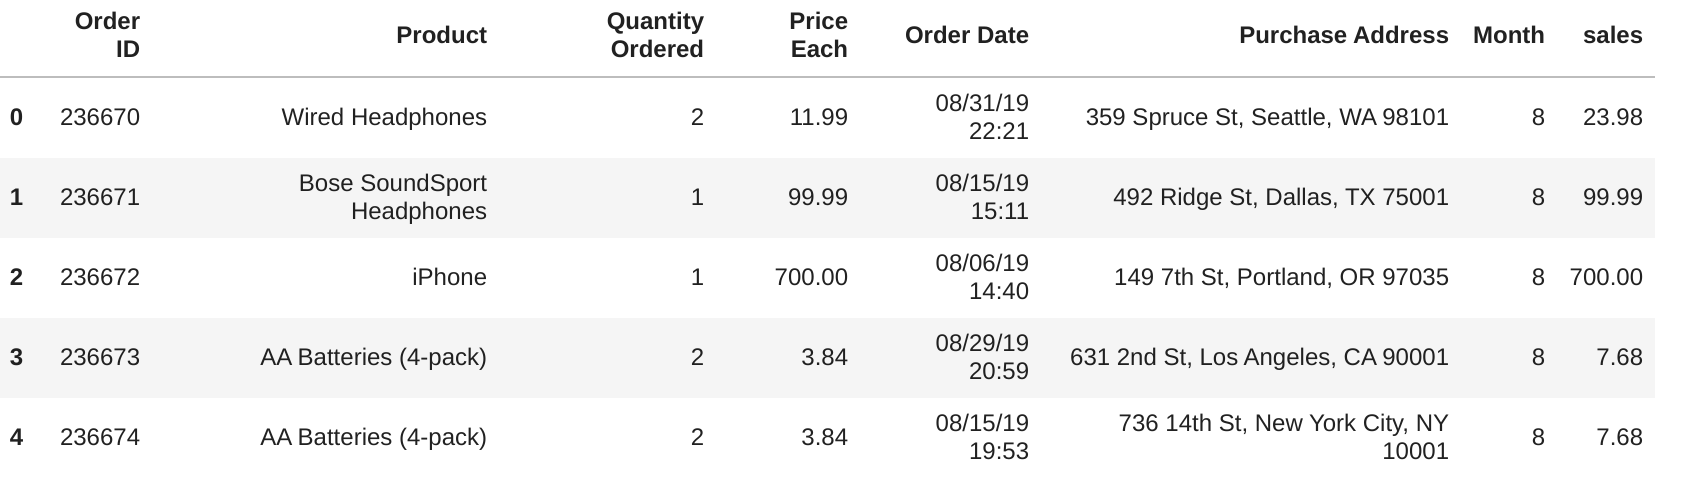 Order ID Product Quantity Ordered Price Each Order Date Purchase Address Month sales
0 236670 Wired Headphones 2 11.99 08/31/19 22:21 359 Spruce St, Seattle, WA 98101 8 23.98
1 236671 Bose SoundSport Headphones 1 99.99 08/15/19 15:11 492 Ridge St, Dallas, TX 75001 8 99.99
2 236672 iPhone 1 700.00 08/06/19 14:40 149 7th St, Portland, OR 97035 8 700.00
3 236673 AA Batteries (4-pack) 2 3.84 08/29/19 20:59 631 2nd St, Los Angeles, CA 90001 8 7.68
4 236674 AA Batteries (4-pack) 2 3.84 08/15/19 19:53 736 14th St, New York City, NY 10001 8 7.68